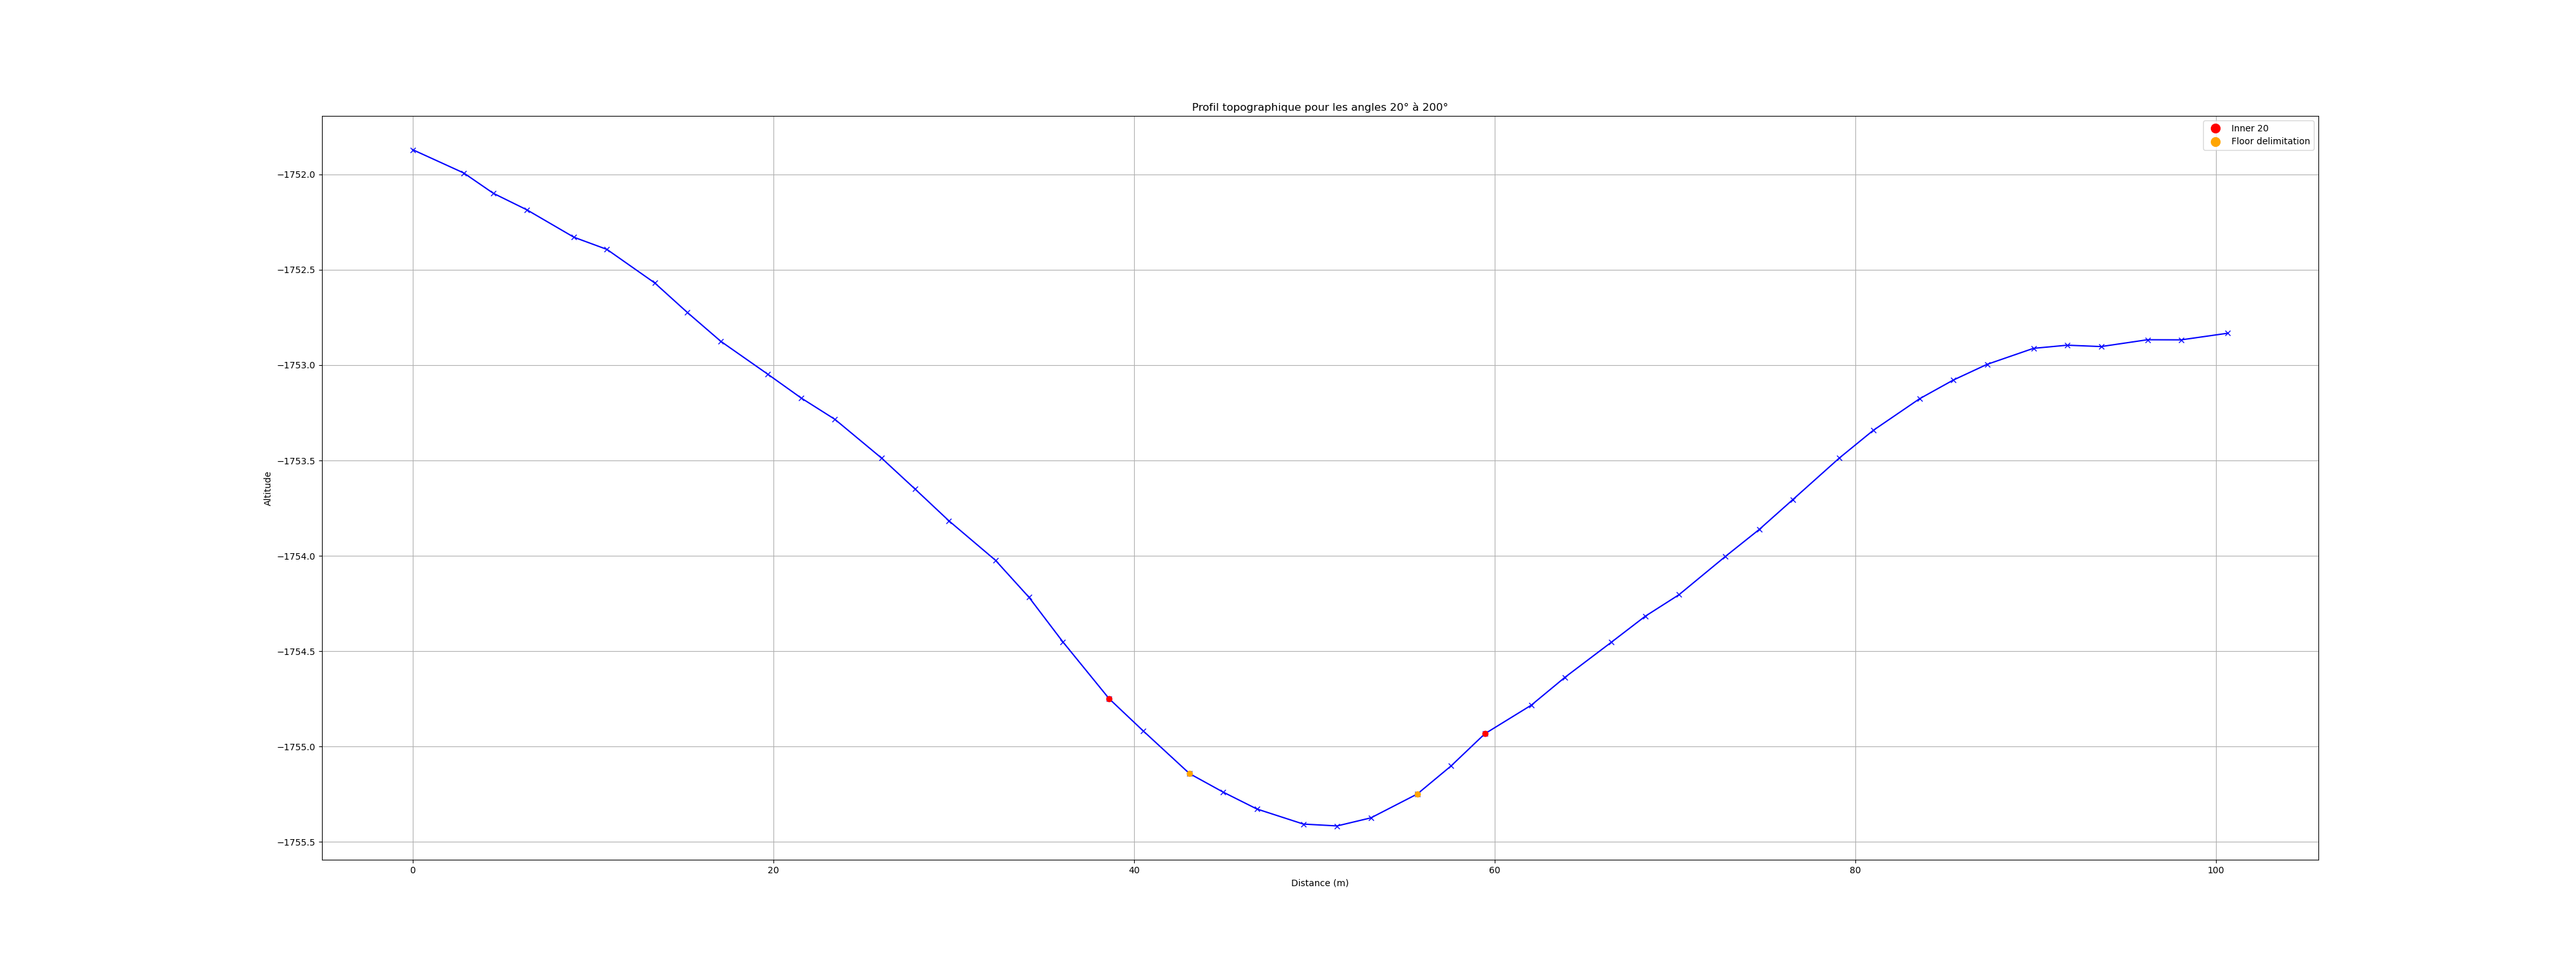 Profil topographique pour les angles 20° à 200°
Inner 20
Floor delimitation
−1752.0
−1752.5
−1753.0
−1753.5
−1754.0
−1754.5
−1755.0
−1755.5
Altitude
0 20 40 60 80 100
Distance (m)